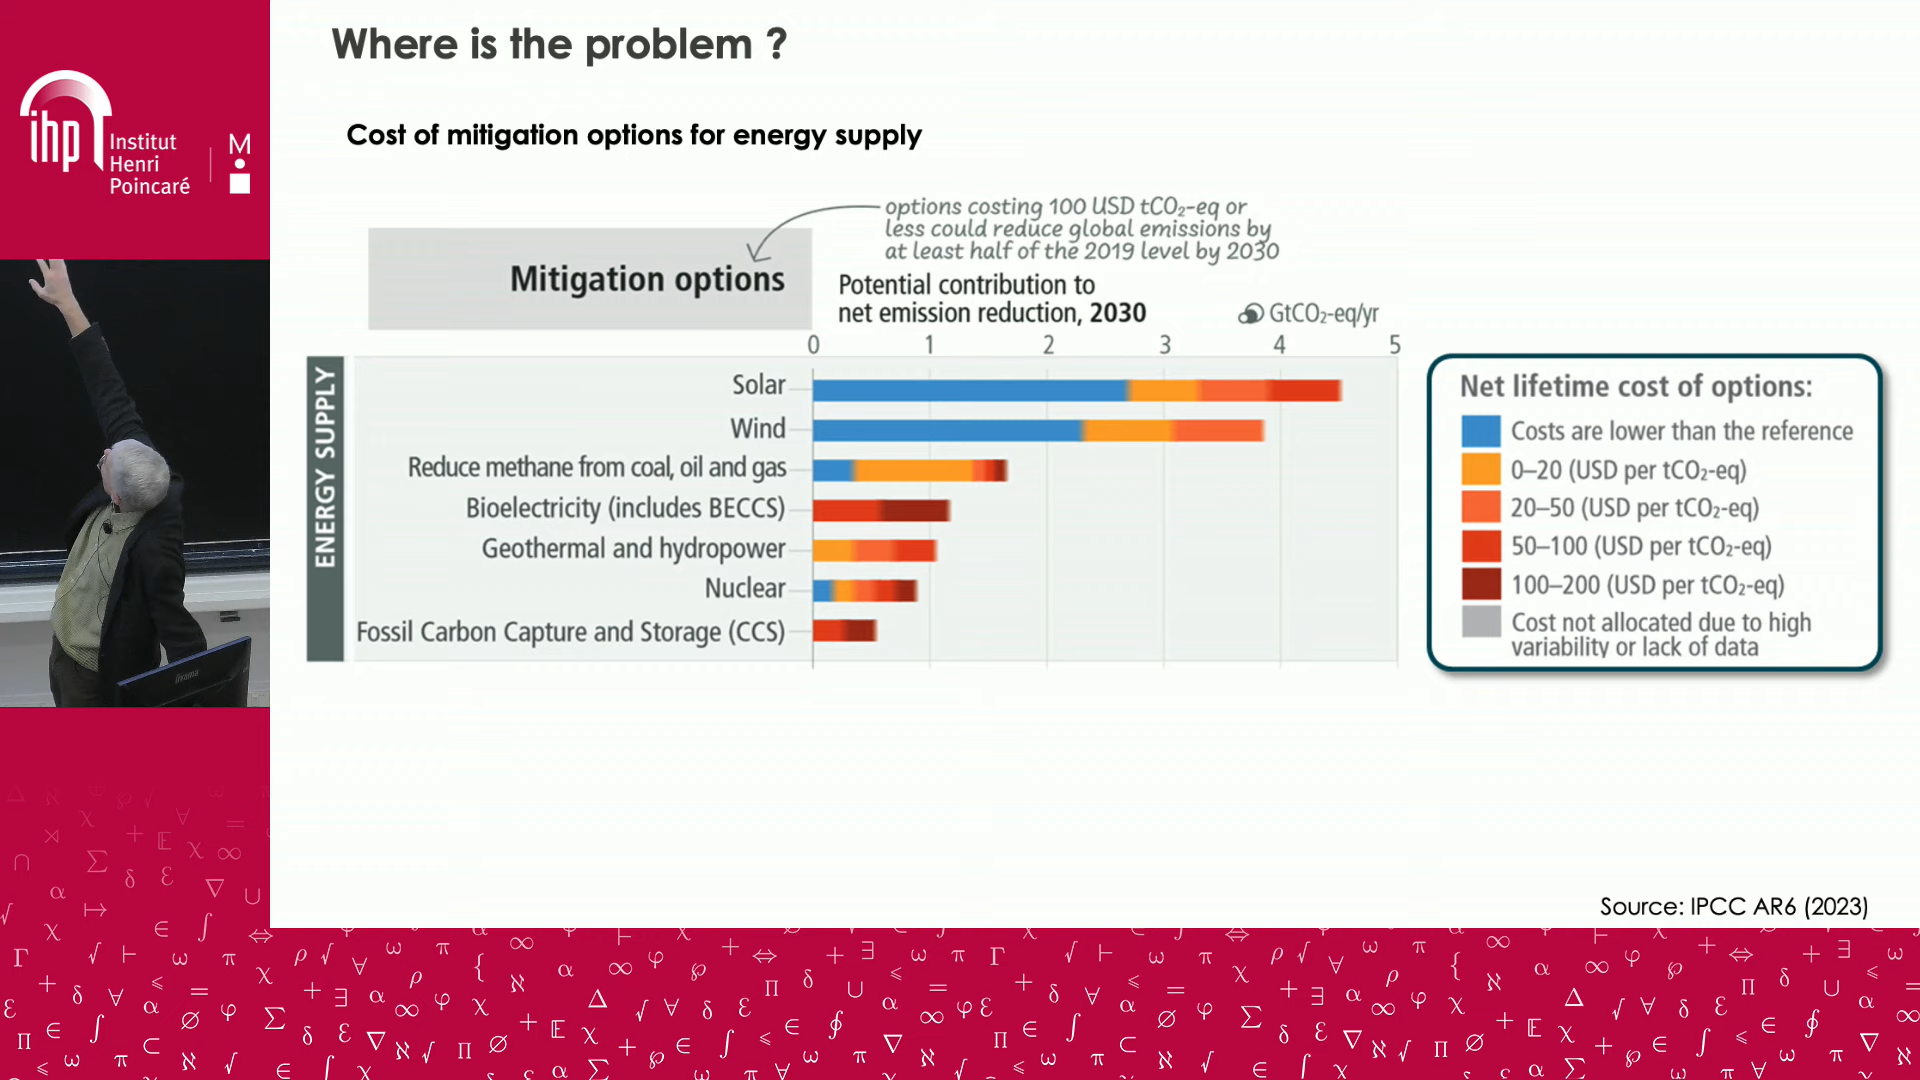 Where is the problem ?
ihp
Institut
Henri
Poincaré
M
Cost of mitigation options for energy supply
options costing 100 USD tCO₂-eq or
less could reduce global emissions by
at least half of the 2019 level by 2030
Mitigation options
Potential contribution to
net emission reduction, 2030
GtCO₂-eq/yr
0 1 2 3 4 5
ENERGY SUPPLY
Solar
Wind
Reduce methane from coal, oil and gas
Bioelectricity (includes BECCS)
Geothermal and hydropower
Nuclear
Fossil Carbon Capture and Storage (CCS)
Net lifetime cost of options:
Costs are lower than the reference
0–20 (USD per tCO₂-eq)
20–50 (USD per tCO₂-eq)
50–100 (USD per tCO₂-eq)
100–200 (USD per tCO₂-eq)
Cost not allocated due to high
variability or lack of data
iiyama
Source: IPCC AR6 (2023)